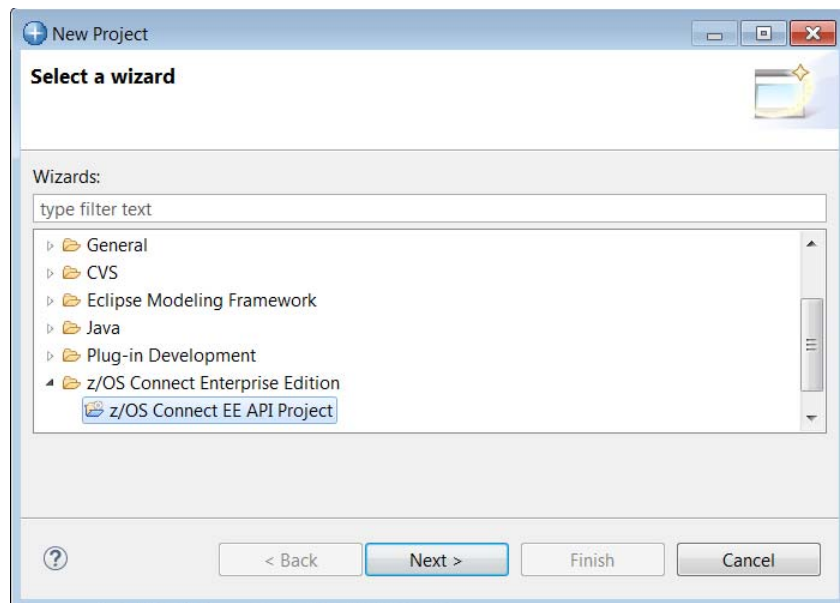 New Project
Select a wizard
Wizards:
type filter text
General
CVS
Eclipse Modeling Framework
Java
Plug-in Development
z/OS Connect Enterprise Edition
z/OS Connect EE API Project
? < Back Next > Finish Cancel